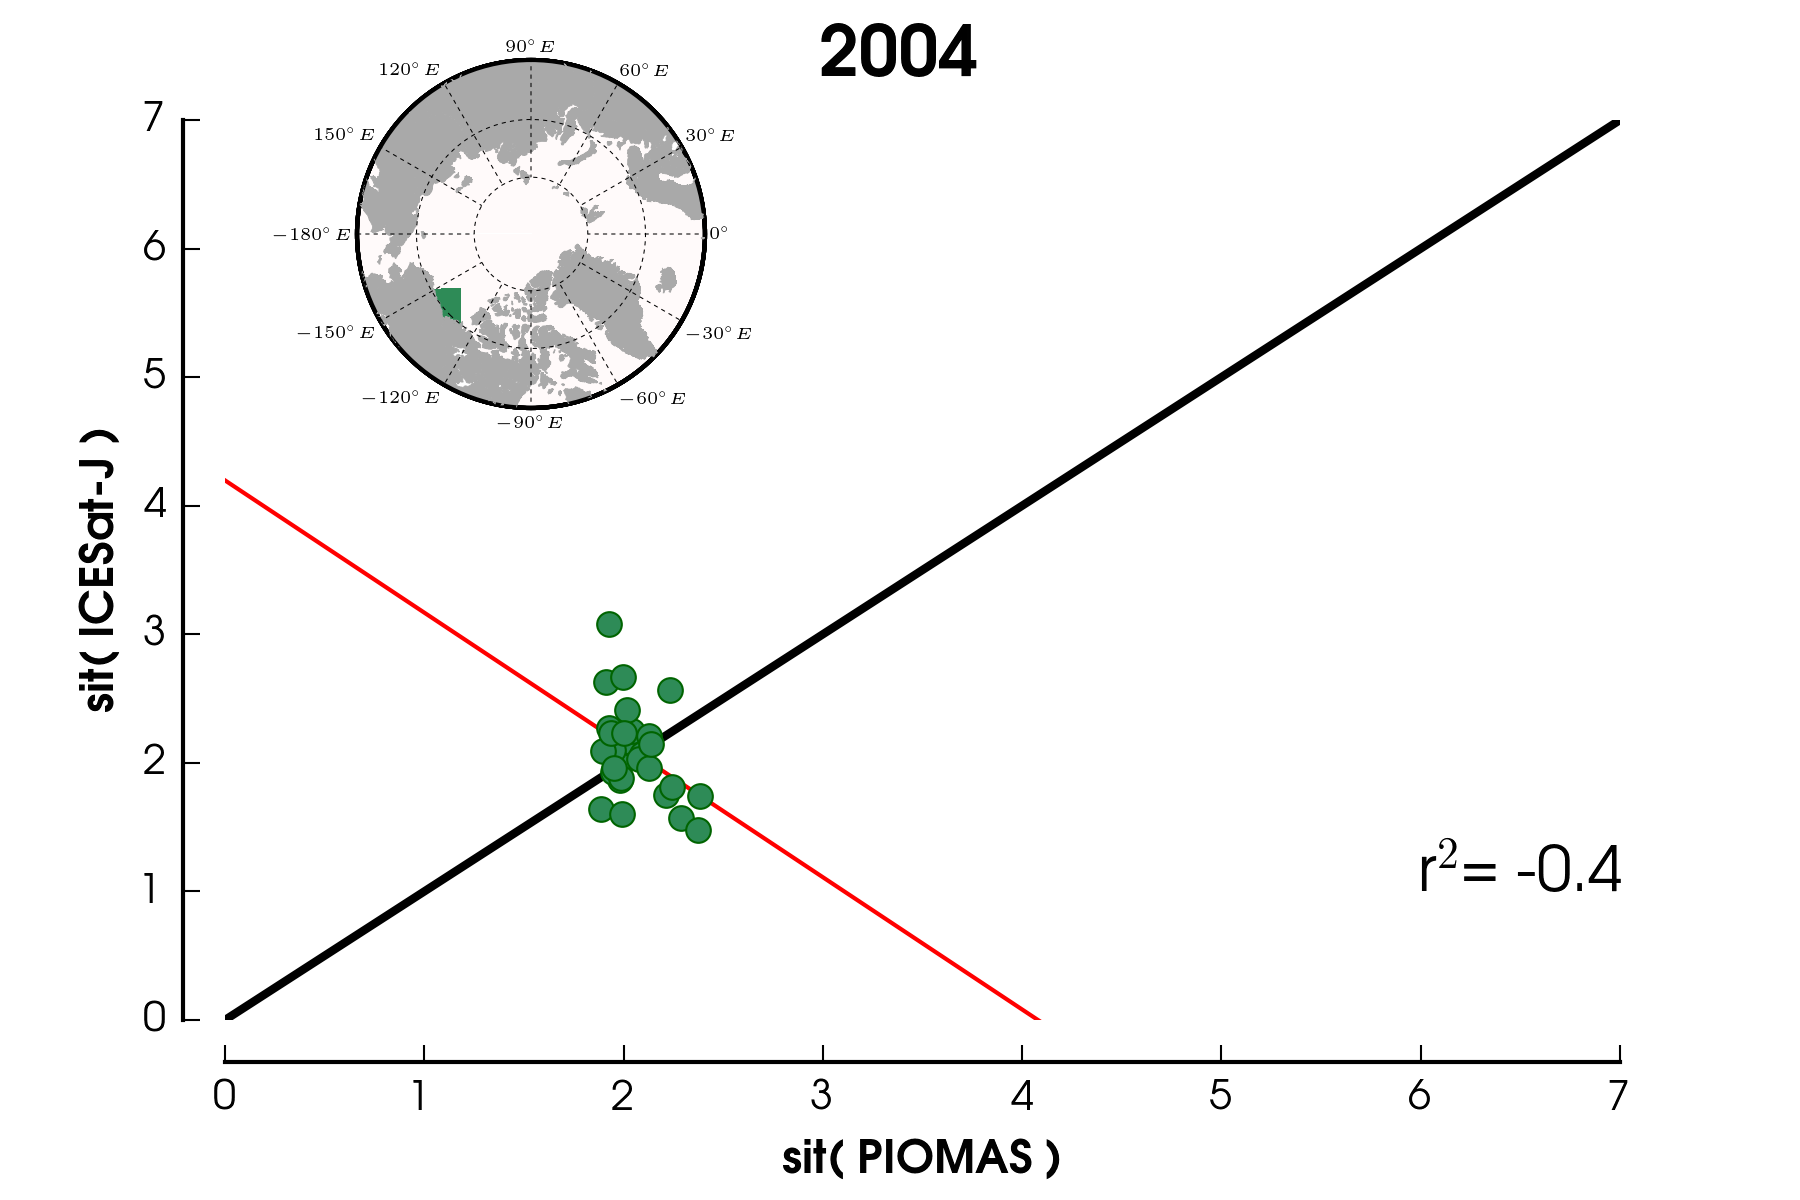 2004
90° E
120° E
60° E
150° E
30° E
−180° E
0°
−150° E
−30° E
−120° E
−60° E
−90° E
7
6
5
4
3
2
1
0
sit( ICESat-J )
r²= -0.4
0 1 2 3 4 5 6 7
sit( PIOMAS )